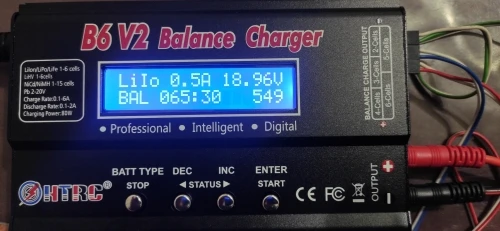 B6 V2 Balance Charger
LiIon/LiPo/Life 1-6 cells
LiHV 1-6cells
NiCd/NiMH 1-15 cells
Pb 2-20V
Charge Rate:0.1-6A
Discharge Rate:0.1-2A
Charging Power:80W
LiIo 0.5A 18.96V
BAL 065:30 549
BALANCE CHARGE OUTPUT
2-Cells
3-Cells
4-Cells
5-Cells
6-Cells
• Professional • Intelligent • Digital
BATT TYPE
STOP
DEC
INC
◄ STATUS ►
ENTER
START
HTRC®
CE FC
OUTPUT
+
−